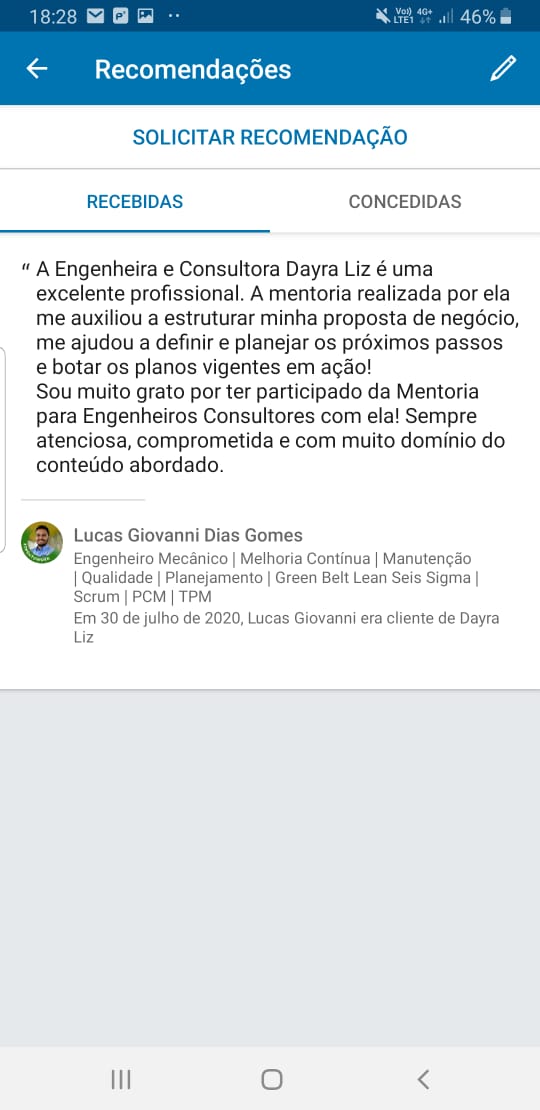 18:28
Vo)) 4G+
LTE1
46%
Recomendações
SOLICITAR RECOMENDAÇÃO
RECEBIDAS
CONCEDIDAS
“ A Engenheira e Consultora Dayra Liz é uma
excelente profissional. A mentoria realizada por ela
me auxiliou a estruturar minha proposta de negócio,
me ajudou a definir e planejar os próximos passos
e botar os planos vigentes em ação!
Sou muito grato por ter participado da Mentoria
para Engenheiros Consultores com ela! Sempre
atenciosa, comprometida e com muito domínio do
conteúdo abordado.
Lucas Giovanni Dias Gomes
Engenheiro Mecânico | Melhoria Contínua | Manutenção
| Qualidade | Planejamento | Green Belt Lean Seis Sigma |
Scrum | PCM | TPM
Em 30 de julho de 2020, Lucas Giovanni era cliente de Dayra
Liz